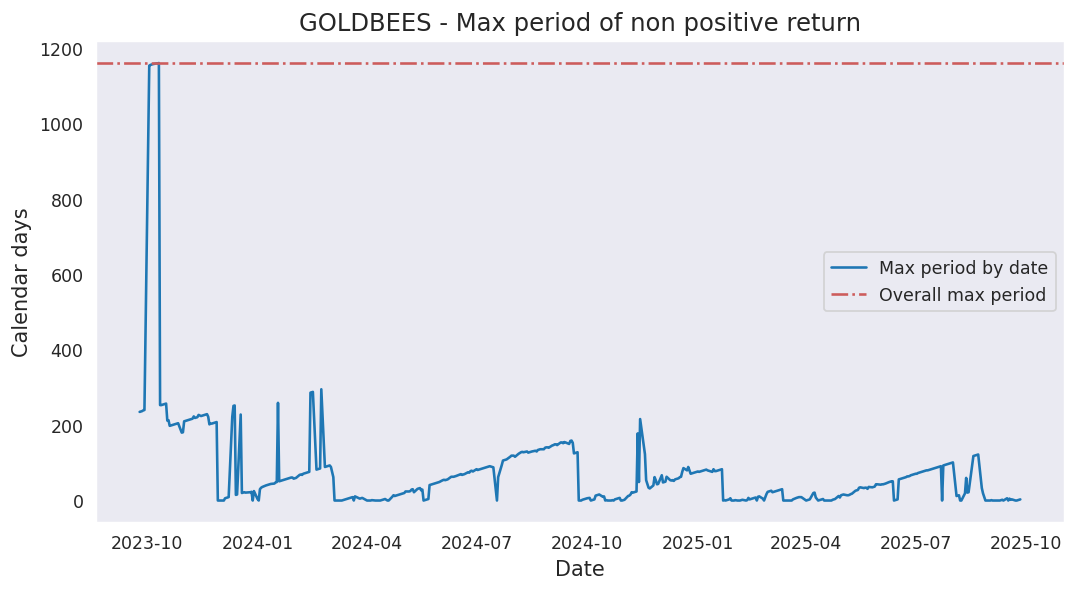 GOLDBEES - Max period of non positive return
1200
1000
800
600
400
200
0
Calendar days
Max period by date
Overall max period
2023-10 2024-01 2024-04 2024-07 2024-10 2025-01 2025-04 2025-07 2025-10
Date